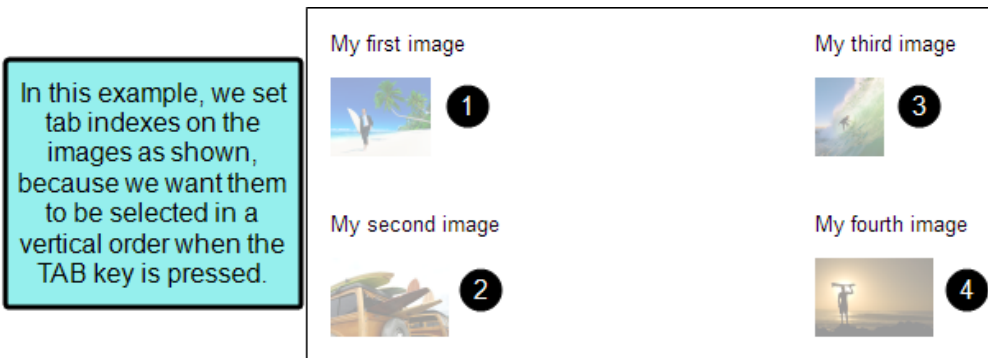 In this example, we set
tab indexes on the
images as shown,
because we want them
to be selected in a
vertical order when the
TAB key is pressed.
My first image
1
My second image
2
My third image
3
My fourth image
4